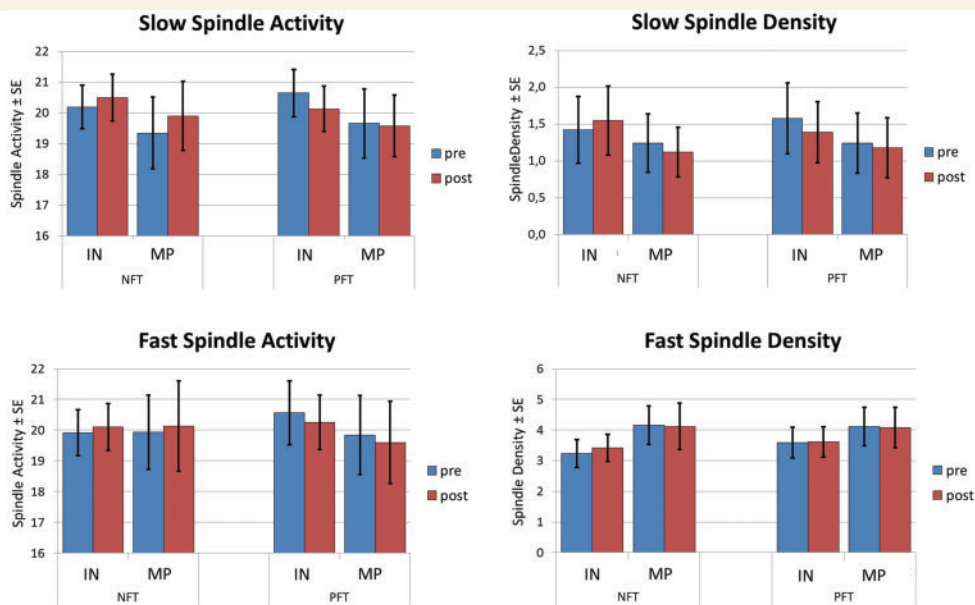 Slow Spindle Activity
Spindle Activity ± SE
22
21
20
19
18
17
16
IN MP IN MP
NFT PFT
pre
post
Slow Spindle Density
SpindleDensity ± SE
2,5
2,0
1,5
1,0
0,5
0,0
IN MP IN MP
NFT PFT
pre
post
Fast Spindle Activity
Spindle Activity ± SE
22
21
20
19
18
17
16
IN MP IN MP
NFT PFT
pre
post
Fast Spindle Density
Spindle Density ± SE
6
5
4
3
2
1
0
IN MP IN MP
NFT PFT
pre
post